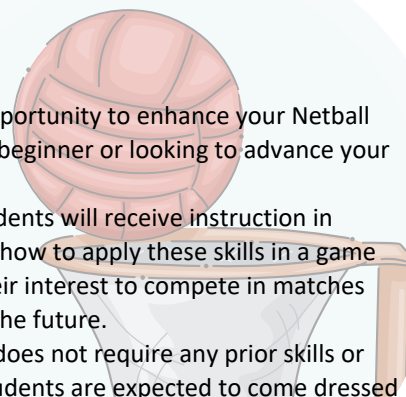 portunity to enhance your Netball
beginner or looking to advance your
dents will receive instruction in
how to apply these skills in a game
eir interest to compete in matches
he future.
does not require any prior skills or
udents are expected to come dressed